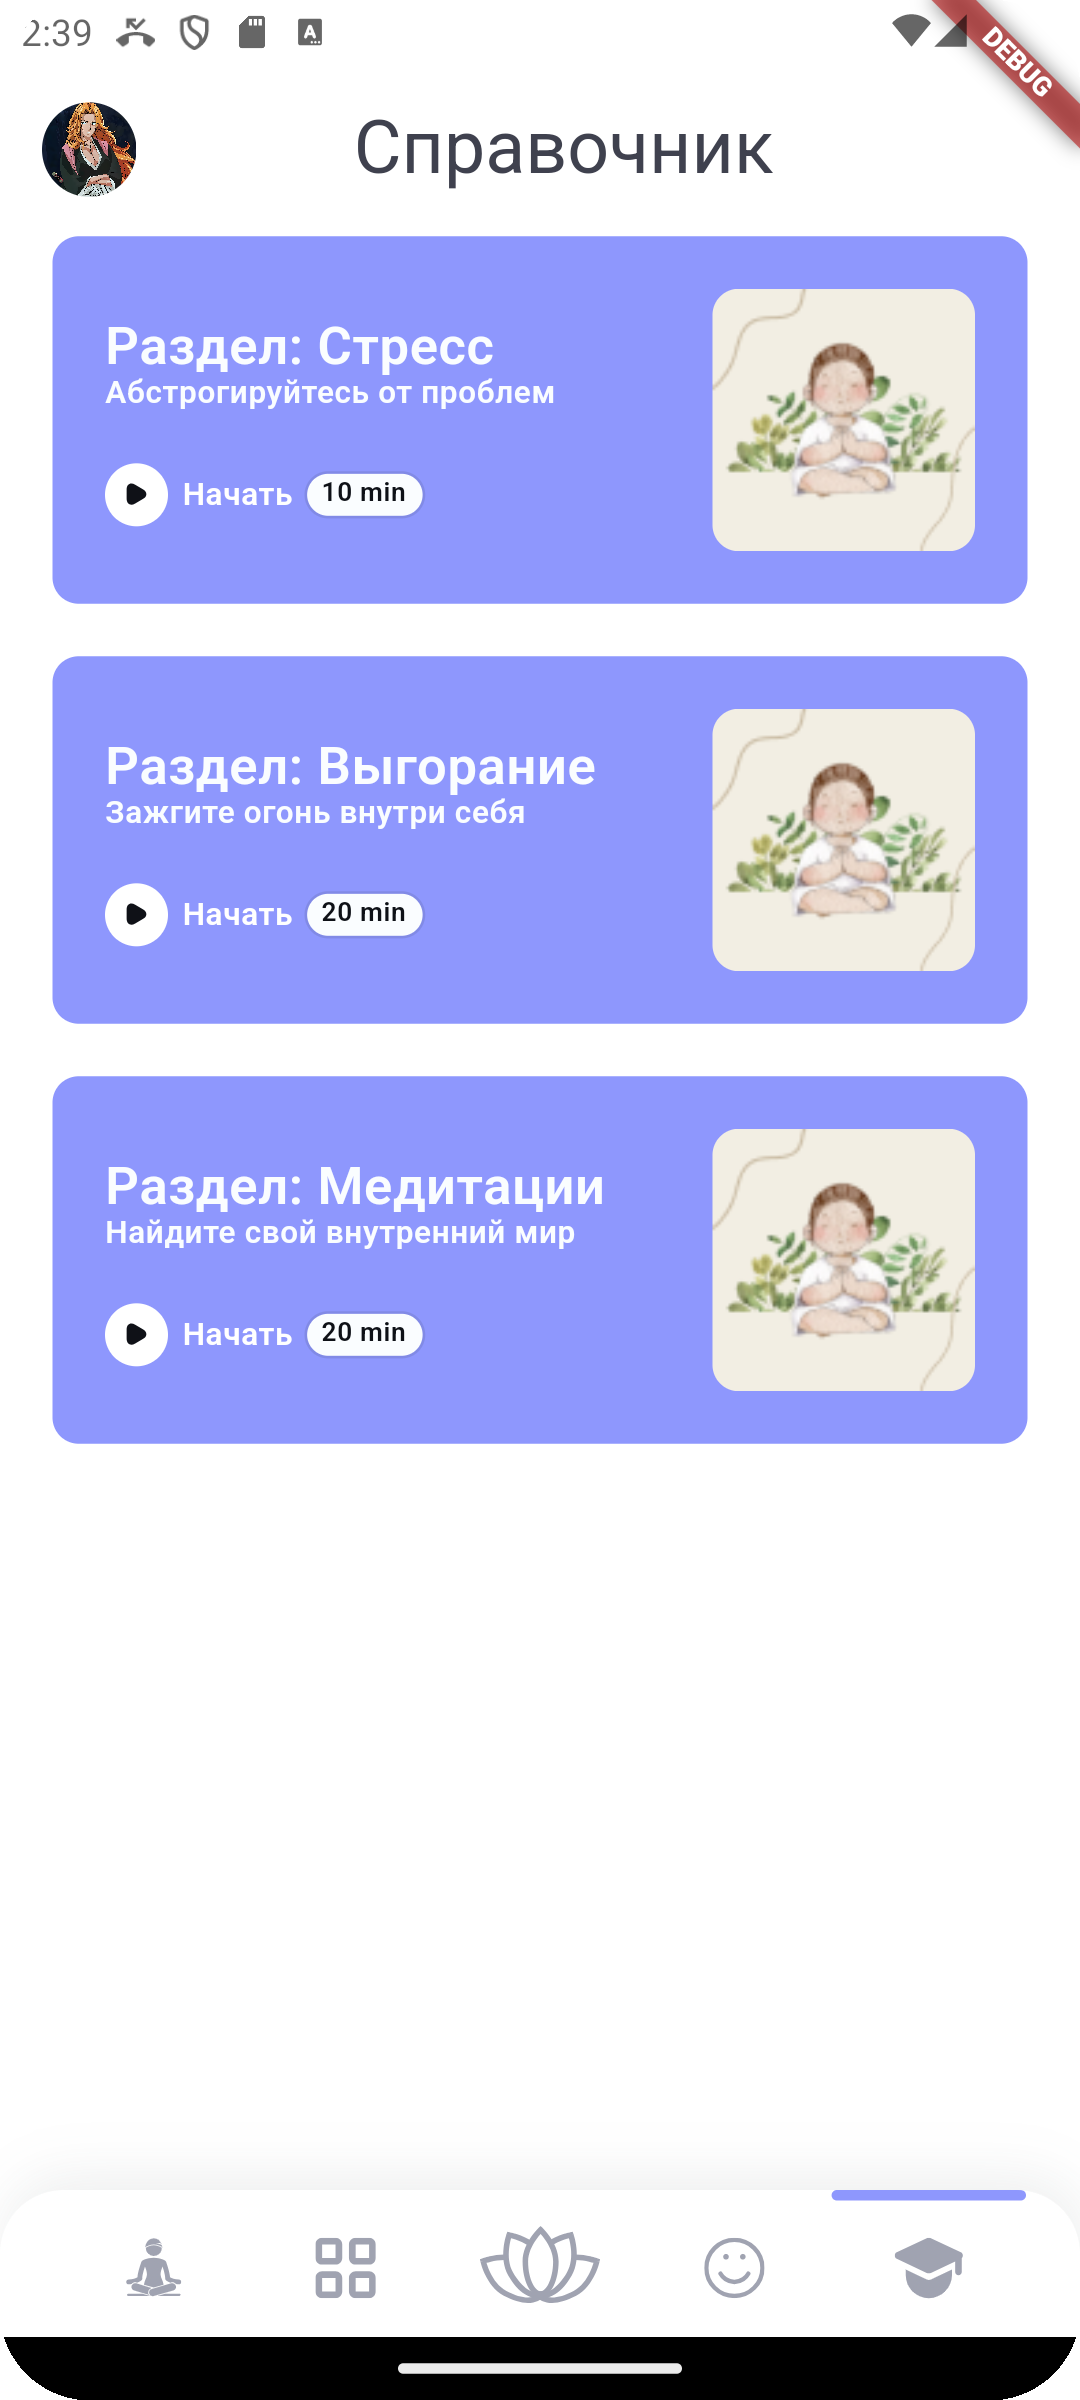 2:39
A
DEBUG
Справочник
Раздел: Стресс
Абстрогируйтесь от проблем
Начать 10 min
Раздел: Выгорание
Зажгите огонь внутри себя
Начать 20 min
Раздел: Медитации
Найдите свой внутренний мир
Начать 20 min